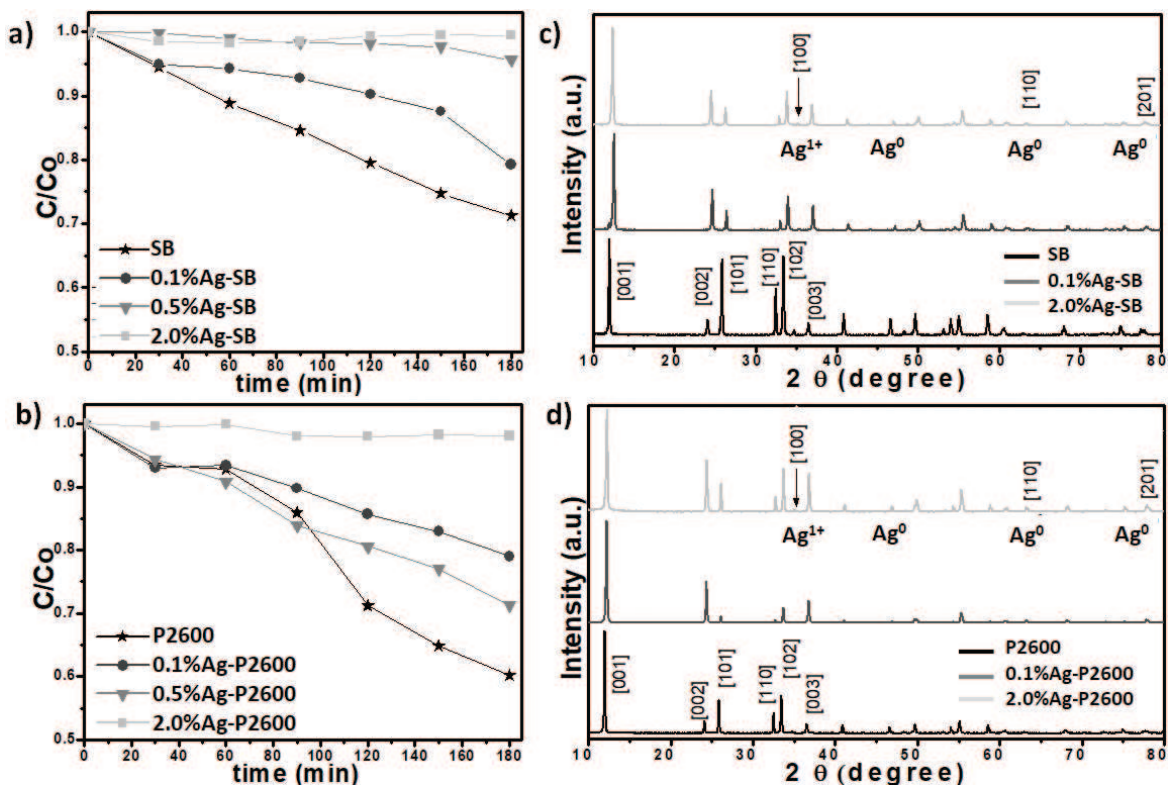 a)
1.0
0.9
0.8
0.7
0.6
0.5
C/Co
SB
0.1%Ag-SB
0.5%Ag-SB
2.0%Ag-SB
0 20 40 60 80 100 120 140 160 180
time (min)
b)
1.0
0.9
0.8
0.7
0.6
0.5
C/Co
P2600
0.1%Ag-P2600
0.5%Ag-P2600
2.0%Ag-P2600
0 20 40 60 80 100 120 140 160 180
time (min)
c)
Intensity (a.u.)
[100]
[110]
[201]
Ag¹⁺ Ag⁰ Ag⁰ Ag⁰
[001]
[002]
[101]
[110]
[102]
[003]
SB
0.1%Ag-SB
2.0%Ag-SB
10 20 30 40 50 60 70 80
2 θ (degree)
d)
Intensity (a.u.)
[100]
[110]
[201]
Ag¹⁺ Ag⁰ Ag⁰ Ag⁰
[001]
[002]
[101]
[110]
[102]
[003]
P2600
0.1%Ag-P2600
2.0%Ag-P2600
10 20 30 40 50 60 70 80
2 θ (degree)